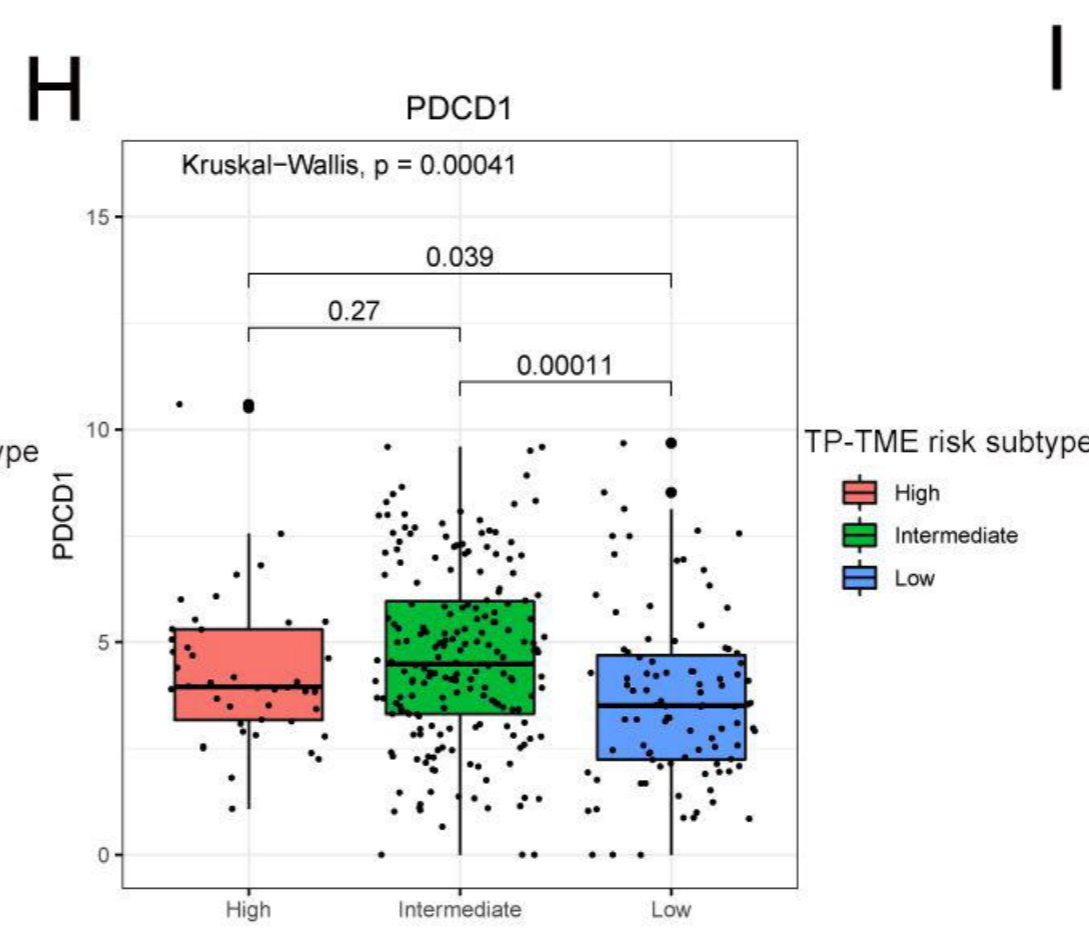 H
I
PDCD1
Kruskal−Wallis, p = 0.00041
15
0.039
0.27
0.00011
10
ype
PDCD1
TP-TME risk subtype
High
Intermediate
Low
5
0
High Intermediate Low